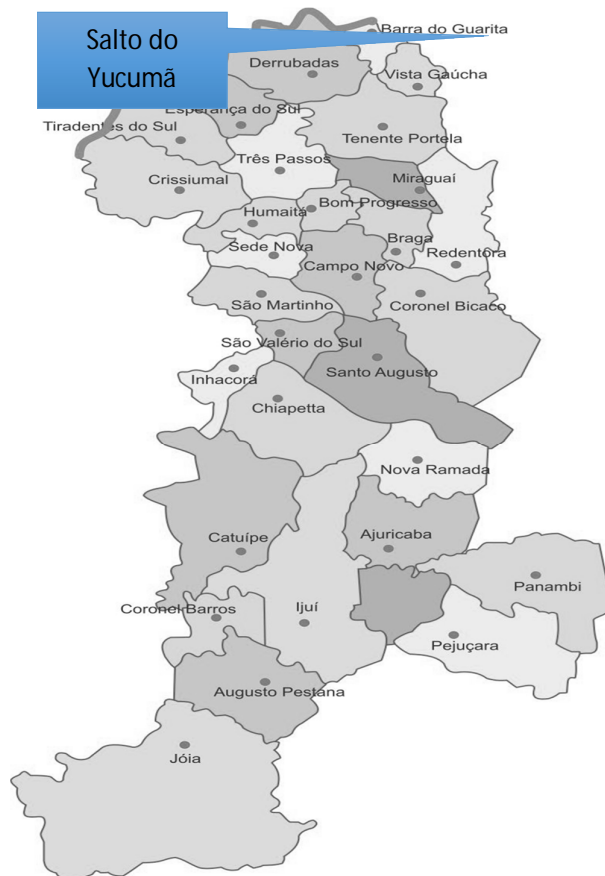 Salto do
Yucumã
Barra do Guarita
Derrubadas
Vista Gaúcha
Esperança do Sul
Tiradentes do Sul
Tenente Portela
Três Passos
Miraguaí
Crissiumal
Bom Progresso
Humaitá
Braga
Sede Nova
Redentôra
Campo Novo
São Martinho
Coronel Bicaco
São Valério do Sul
Santo Augusto
Inhacorá
Chiapetta
Nova Ramada
Catuípe
Ajuricaba
Panambi
Coronel Barros
Ijuí
Pejuçara
Augusto Pestana
Jóia